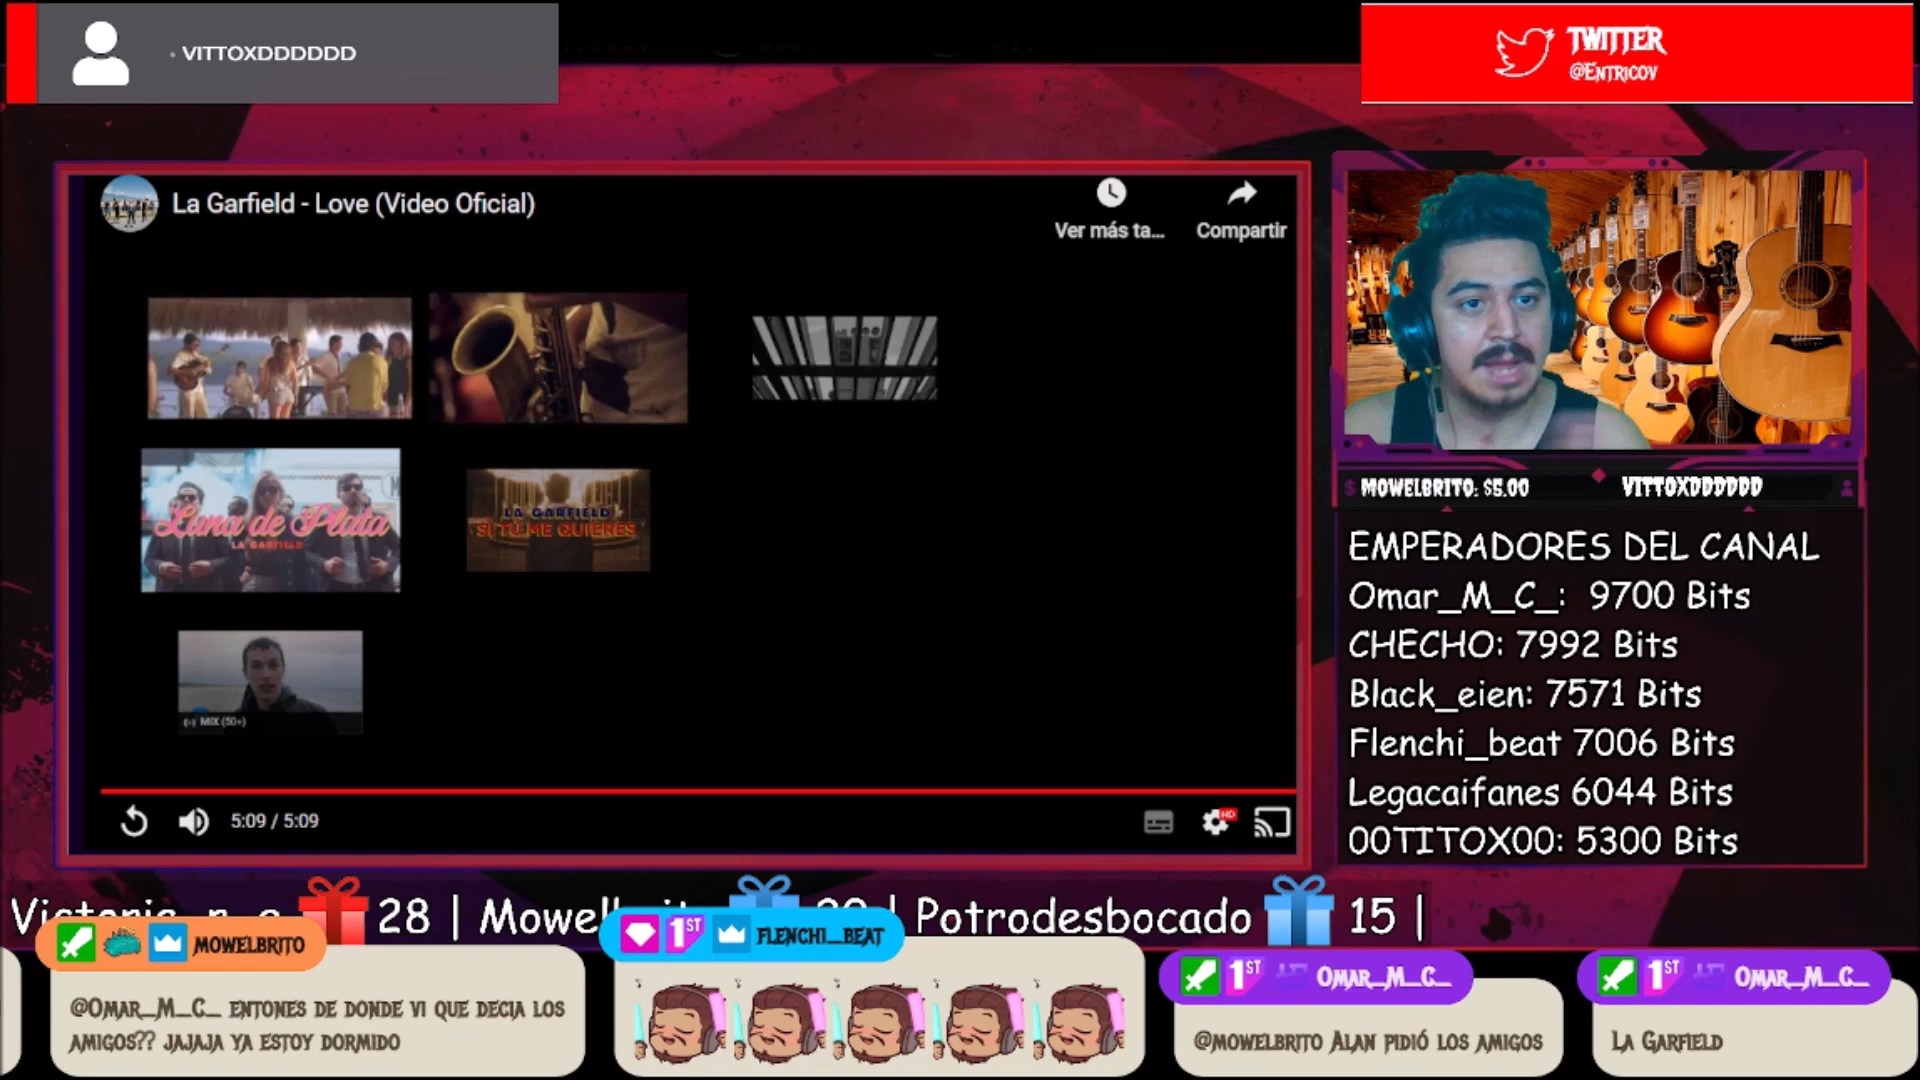 VITTOXDDDDDD
TWITTER
@ENTRICOV
La Garfield - Love (Video Oficial)
Ver más ta...
Compartir
Luna de Plata
LA GARFIELD
LA GARFIELD
SI TÚ ME QUIERES
MIX (50+)
5:09 / 5:09
HD
MOWELBRITO: $5.00
VITTOXDDDDDD
EMPERADORES DEL CANAL
Omar_M_C_: 9700 Bits
CHECHO: 7992 Bits
Black_eien: 7571 Bits
Flenchi_beat 7006 Bits
Legacaifanes 6044 Bits
00TITOX00: 5300 Bits
28 | | Potrodesbocado 15 |
MOWELBRITO
@OMAR_M_C_ ENTONES DE DONDE VI QUE DECIA LOS
AMIGOS?? JAJAJA YA ESTOY DORMIDO
1ST FLENCHI_BEAT
1ST OMAR_M_C_
@MOWELBRITO ALAN PIDIÓ LOS AMIGOS
1ST OMAR_M_C_
LA GARFIELD